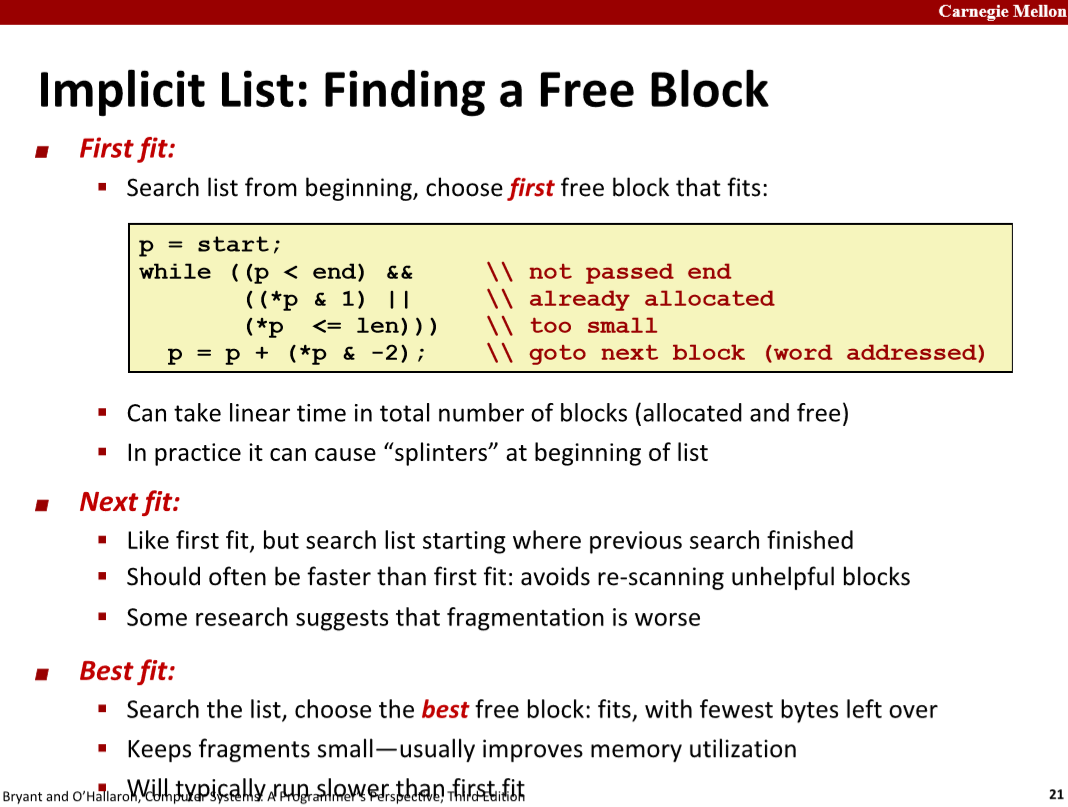 Carnegie Mellon
Implicit List: Finding a Free Block
First fit:
Search list from beginning, choose first free block that fits:
p = start;
while ((p < end) &&     \\ not passed end
       ((*p & 1) ||     \\ already allocated
       (*p  <= len)))   \\ too small
  p = p + (*p & -2);    \\ goto next block (word addressed)
Can take linear time in total number of blocks (allocated and free)
In practice it can cause “splinters” at beginning of list
Next fit:
Like first fit, but search list starting where previous search finished
Should often be faster than first fit: avoids re-scanning unhelpful blocks
Some research suggests that fragmentation is worse
Best fit:
Search the list, choose the best free block: fits, with fewest bytes left over
Keeps fragments small—usually improves memory utilization
Will typically run slower than first fit
Bryant and O’Hallaron, Computer Systems: A Programmer’s Perspective, Third Edition
21